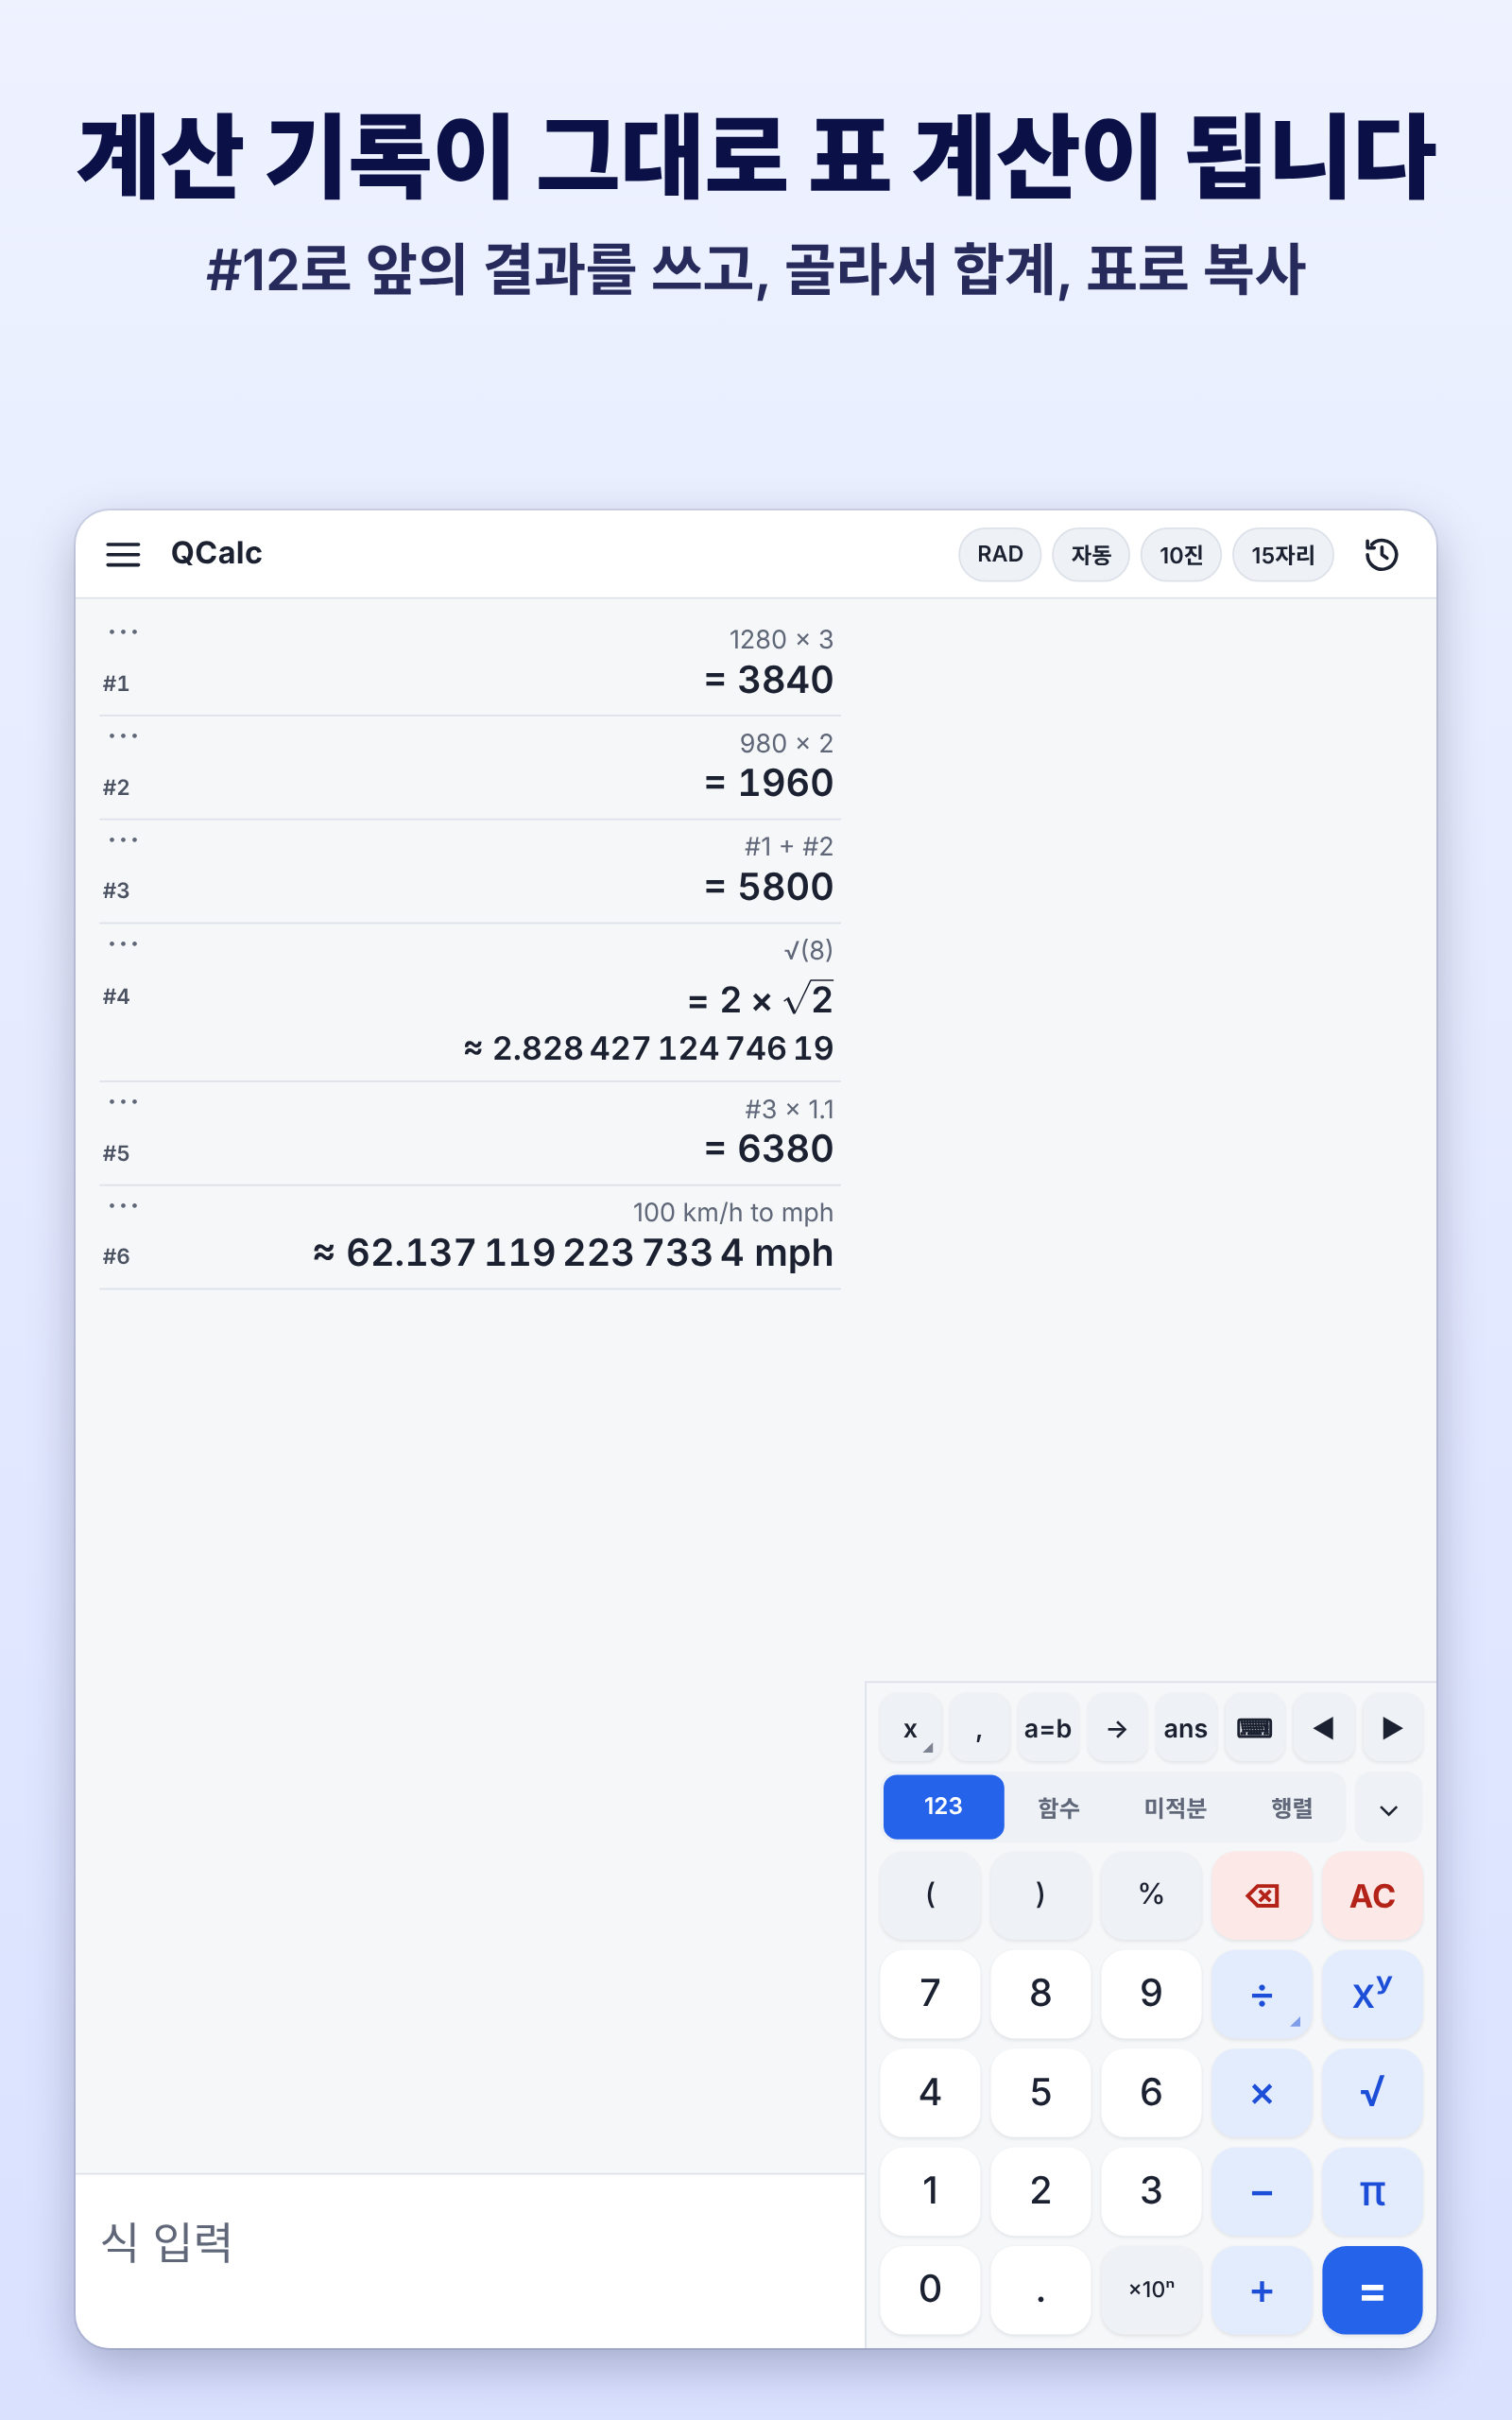 계산 기록이 그대로 표 계산이 됩니다
#12로 앞의 결과를 쓰고, 골라서 합계, 표로 복사
QCalc RAD 자동 10진 15자리
1280 × 3
#1 = 3840
980 × 2
#2 = 1960
#1 + #2
#3 = 5800
√(8)
#4 = 2 × √2
≈ 2.828 427 124 746 19
#3 × 1.1
#5 = 6380
100 km/h to mph
#6 ≈ 62.137 119 223 733 4 mph
x , a=b → ans ⌨ ◀ ▶
123 함수 미적분 행렬
( ) % ⌫ AC
7 8 9 ÷ xʸ
4 5 6 × √
1 2 3 − π
식 입력
0 . ×10ⁿ + =